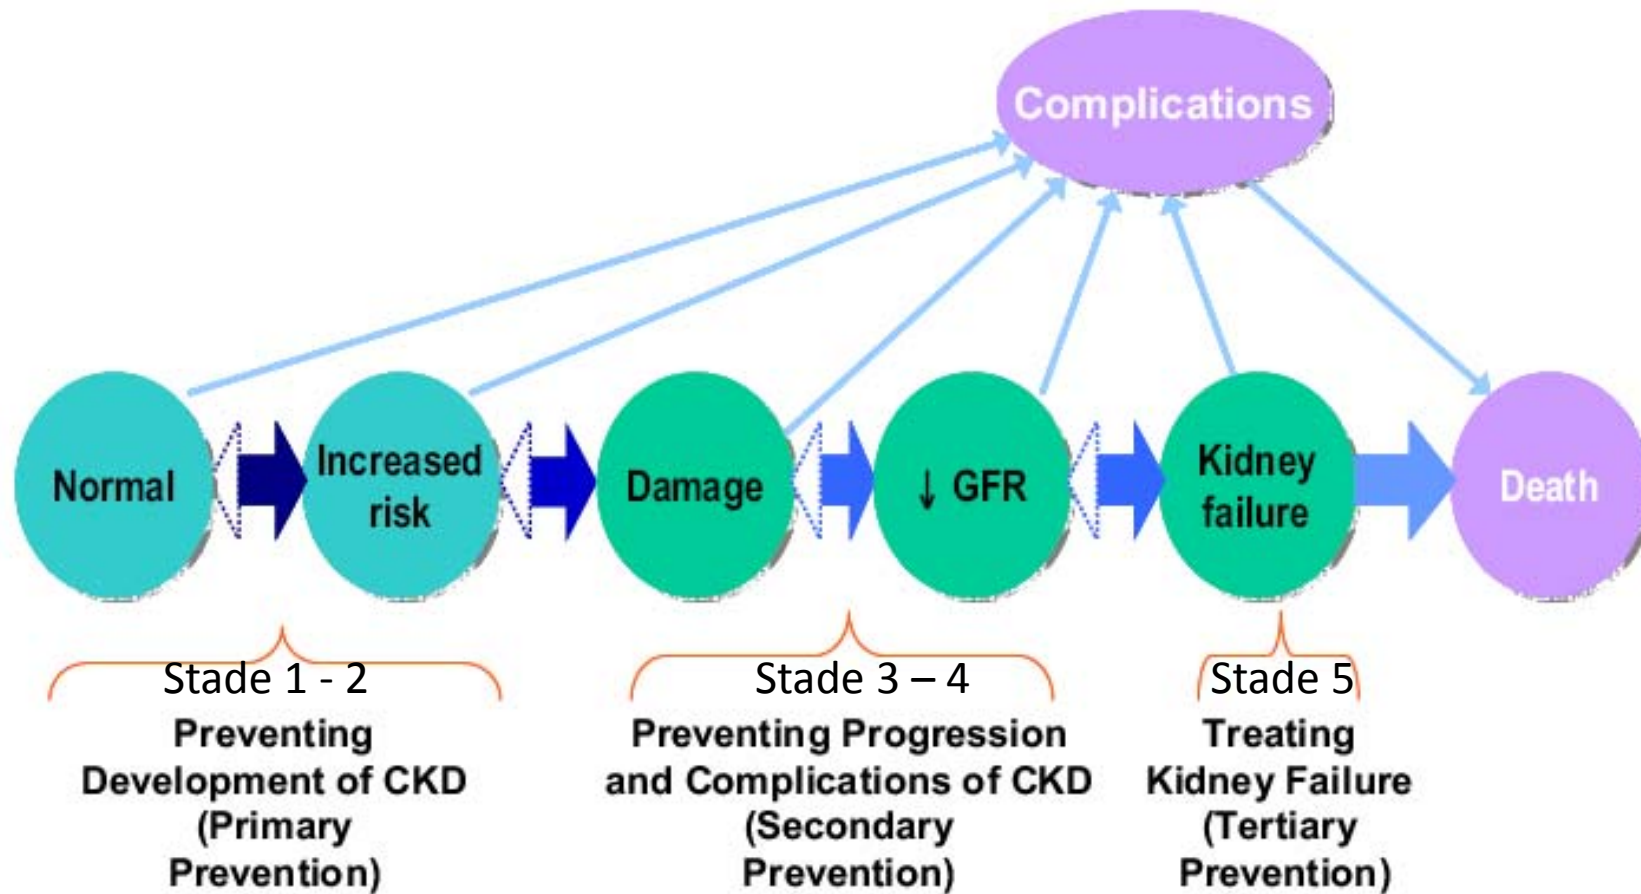 Complications
Normal
Increased
risk
Damage
↓ GFR
Kidney
failure
Death
Stade 1 - 2
Stade 3 – 4
Stade 5
Preventing
Development of CKD
(Primary
Prevention)
Preventing Progression
and Complications of CKD
(Secondary
Prevention)
Treating
Kidney Failure
(Tertiary
Prevention)